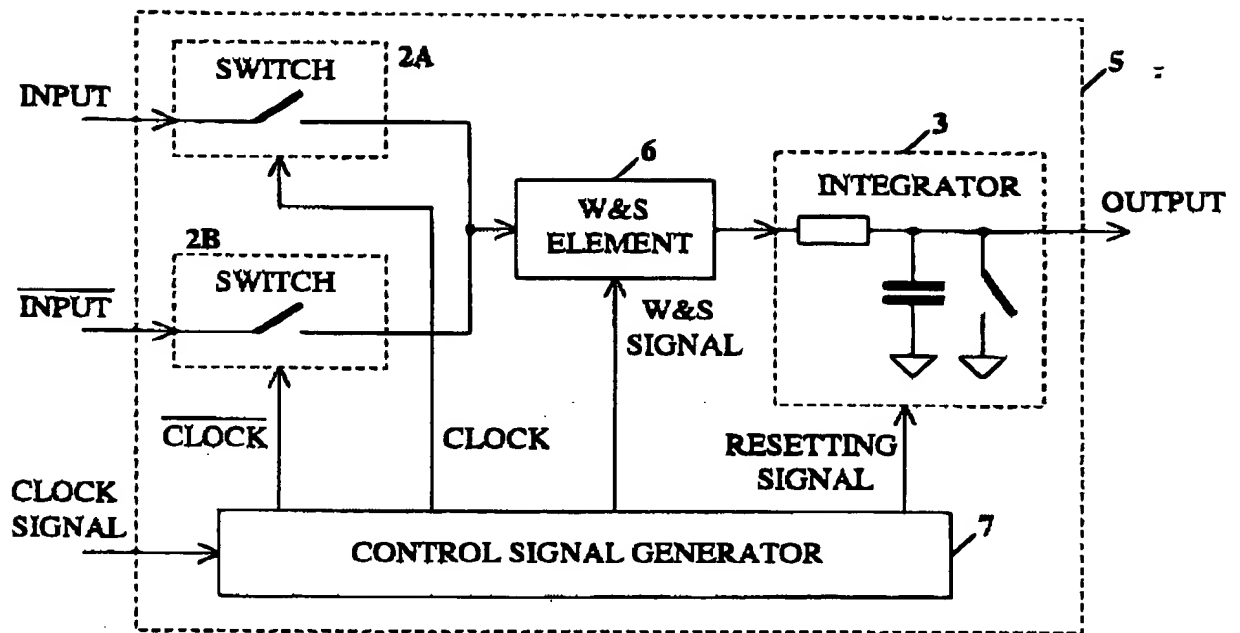 SWITCH
2A
5
INPUT
3
6
INTEGRATOR
W&S
ELEMENT
OUTPUT
2B
SWITCH
INPUT
W&S
SIGNAL
CLOCK
CLOCK
RESETTING
SIGNAL
CLOCK
SIGNAL
CONTROL SIGNAL GENERATOR
7